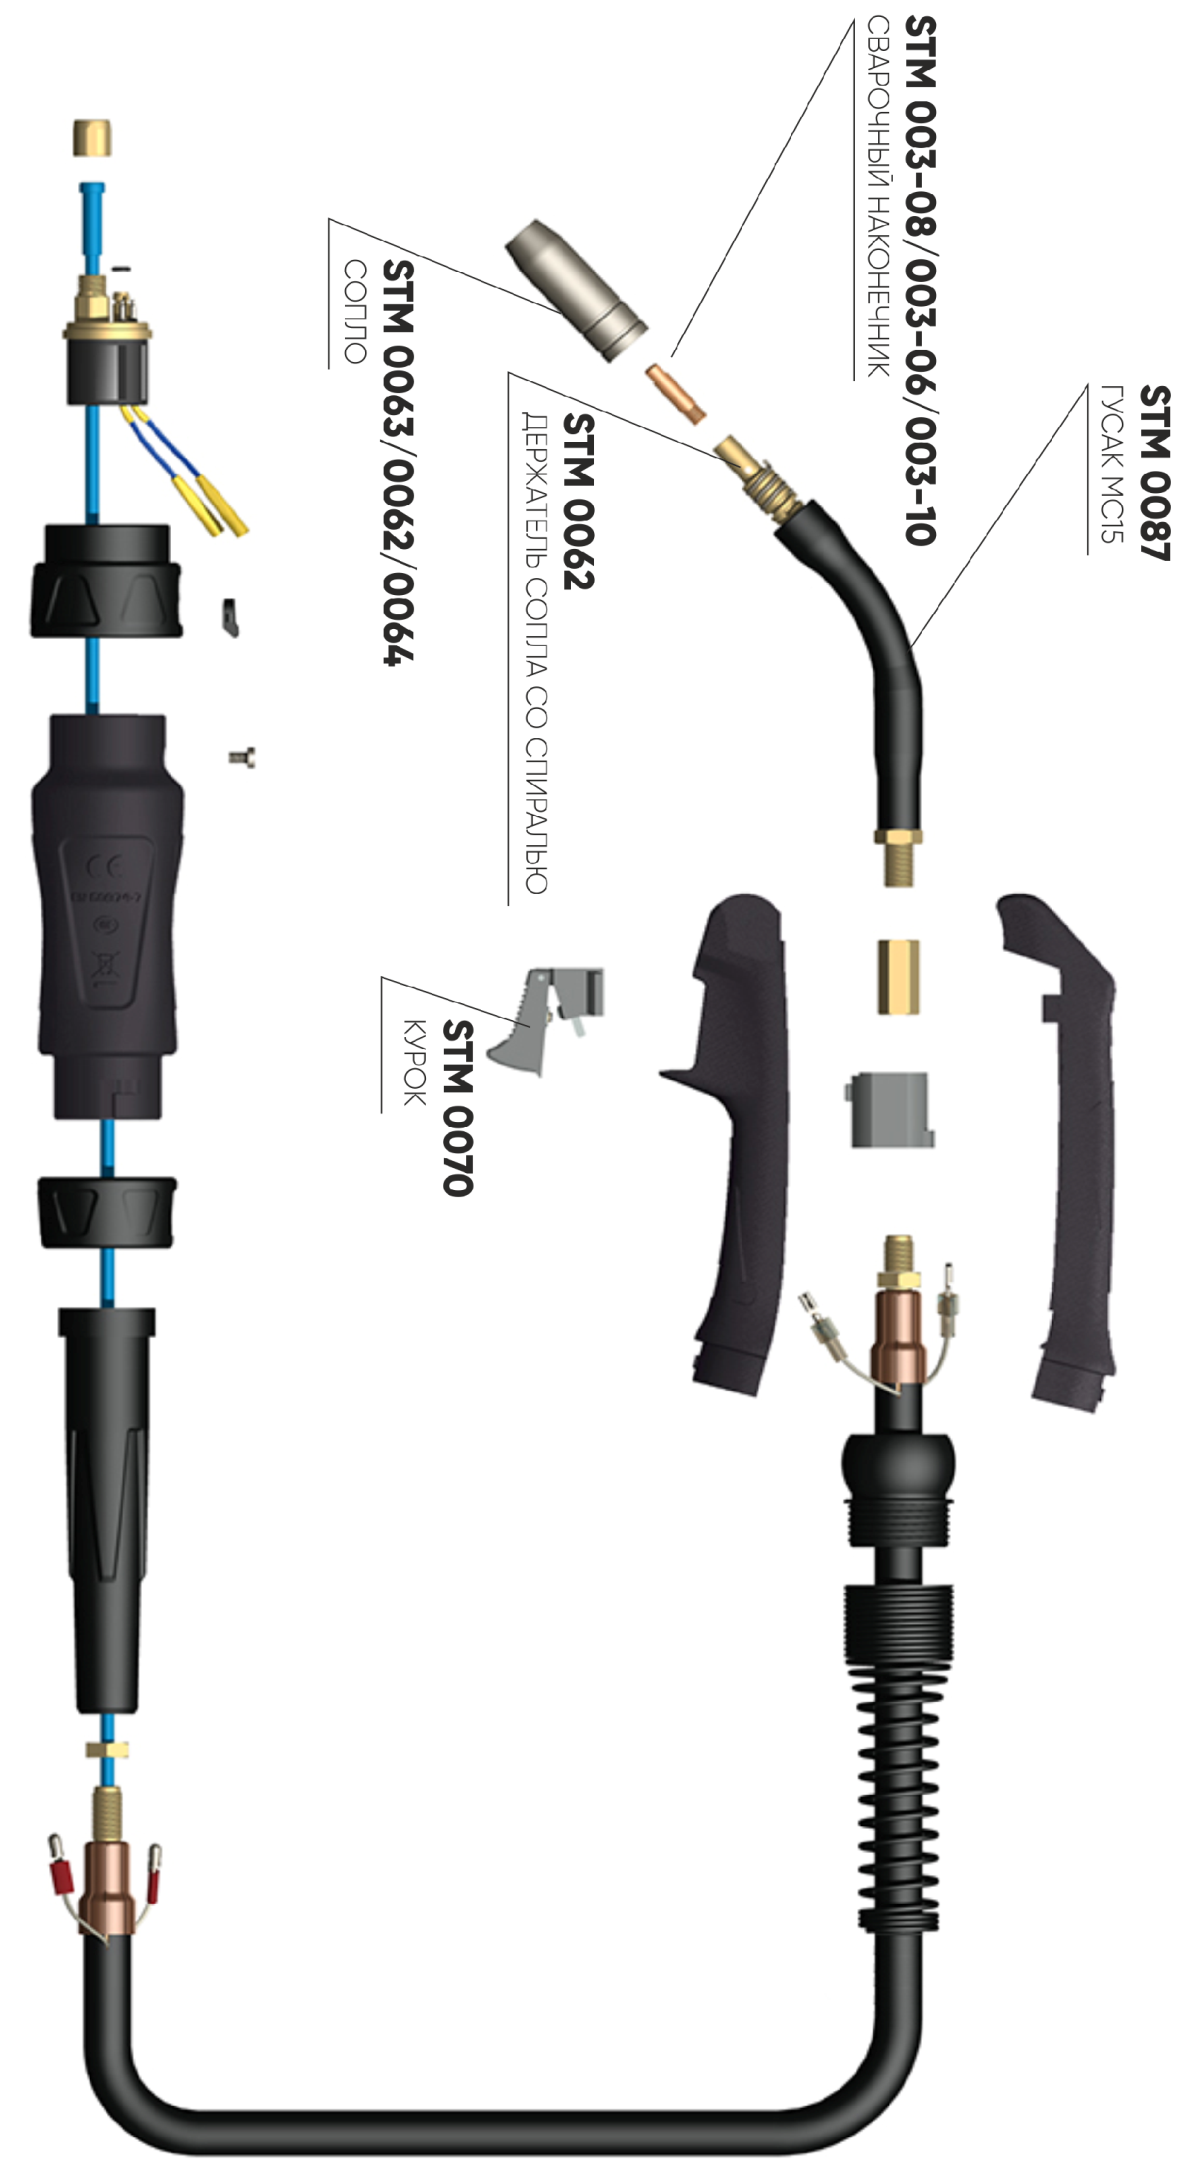 STM 0087
ГУСАК МС15
STM 003-08/003-06/003-10
СВАРОЧНЫЙ НАКОНЕЧНИК
STM 0062
ДЕРЖАТЕЛЬ СОПЛА СО СПИРАЛЬЮ
STM 0063/0062/0064
СОПЛО
STM 0070
КУРОК
CE